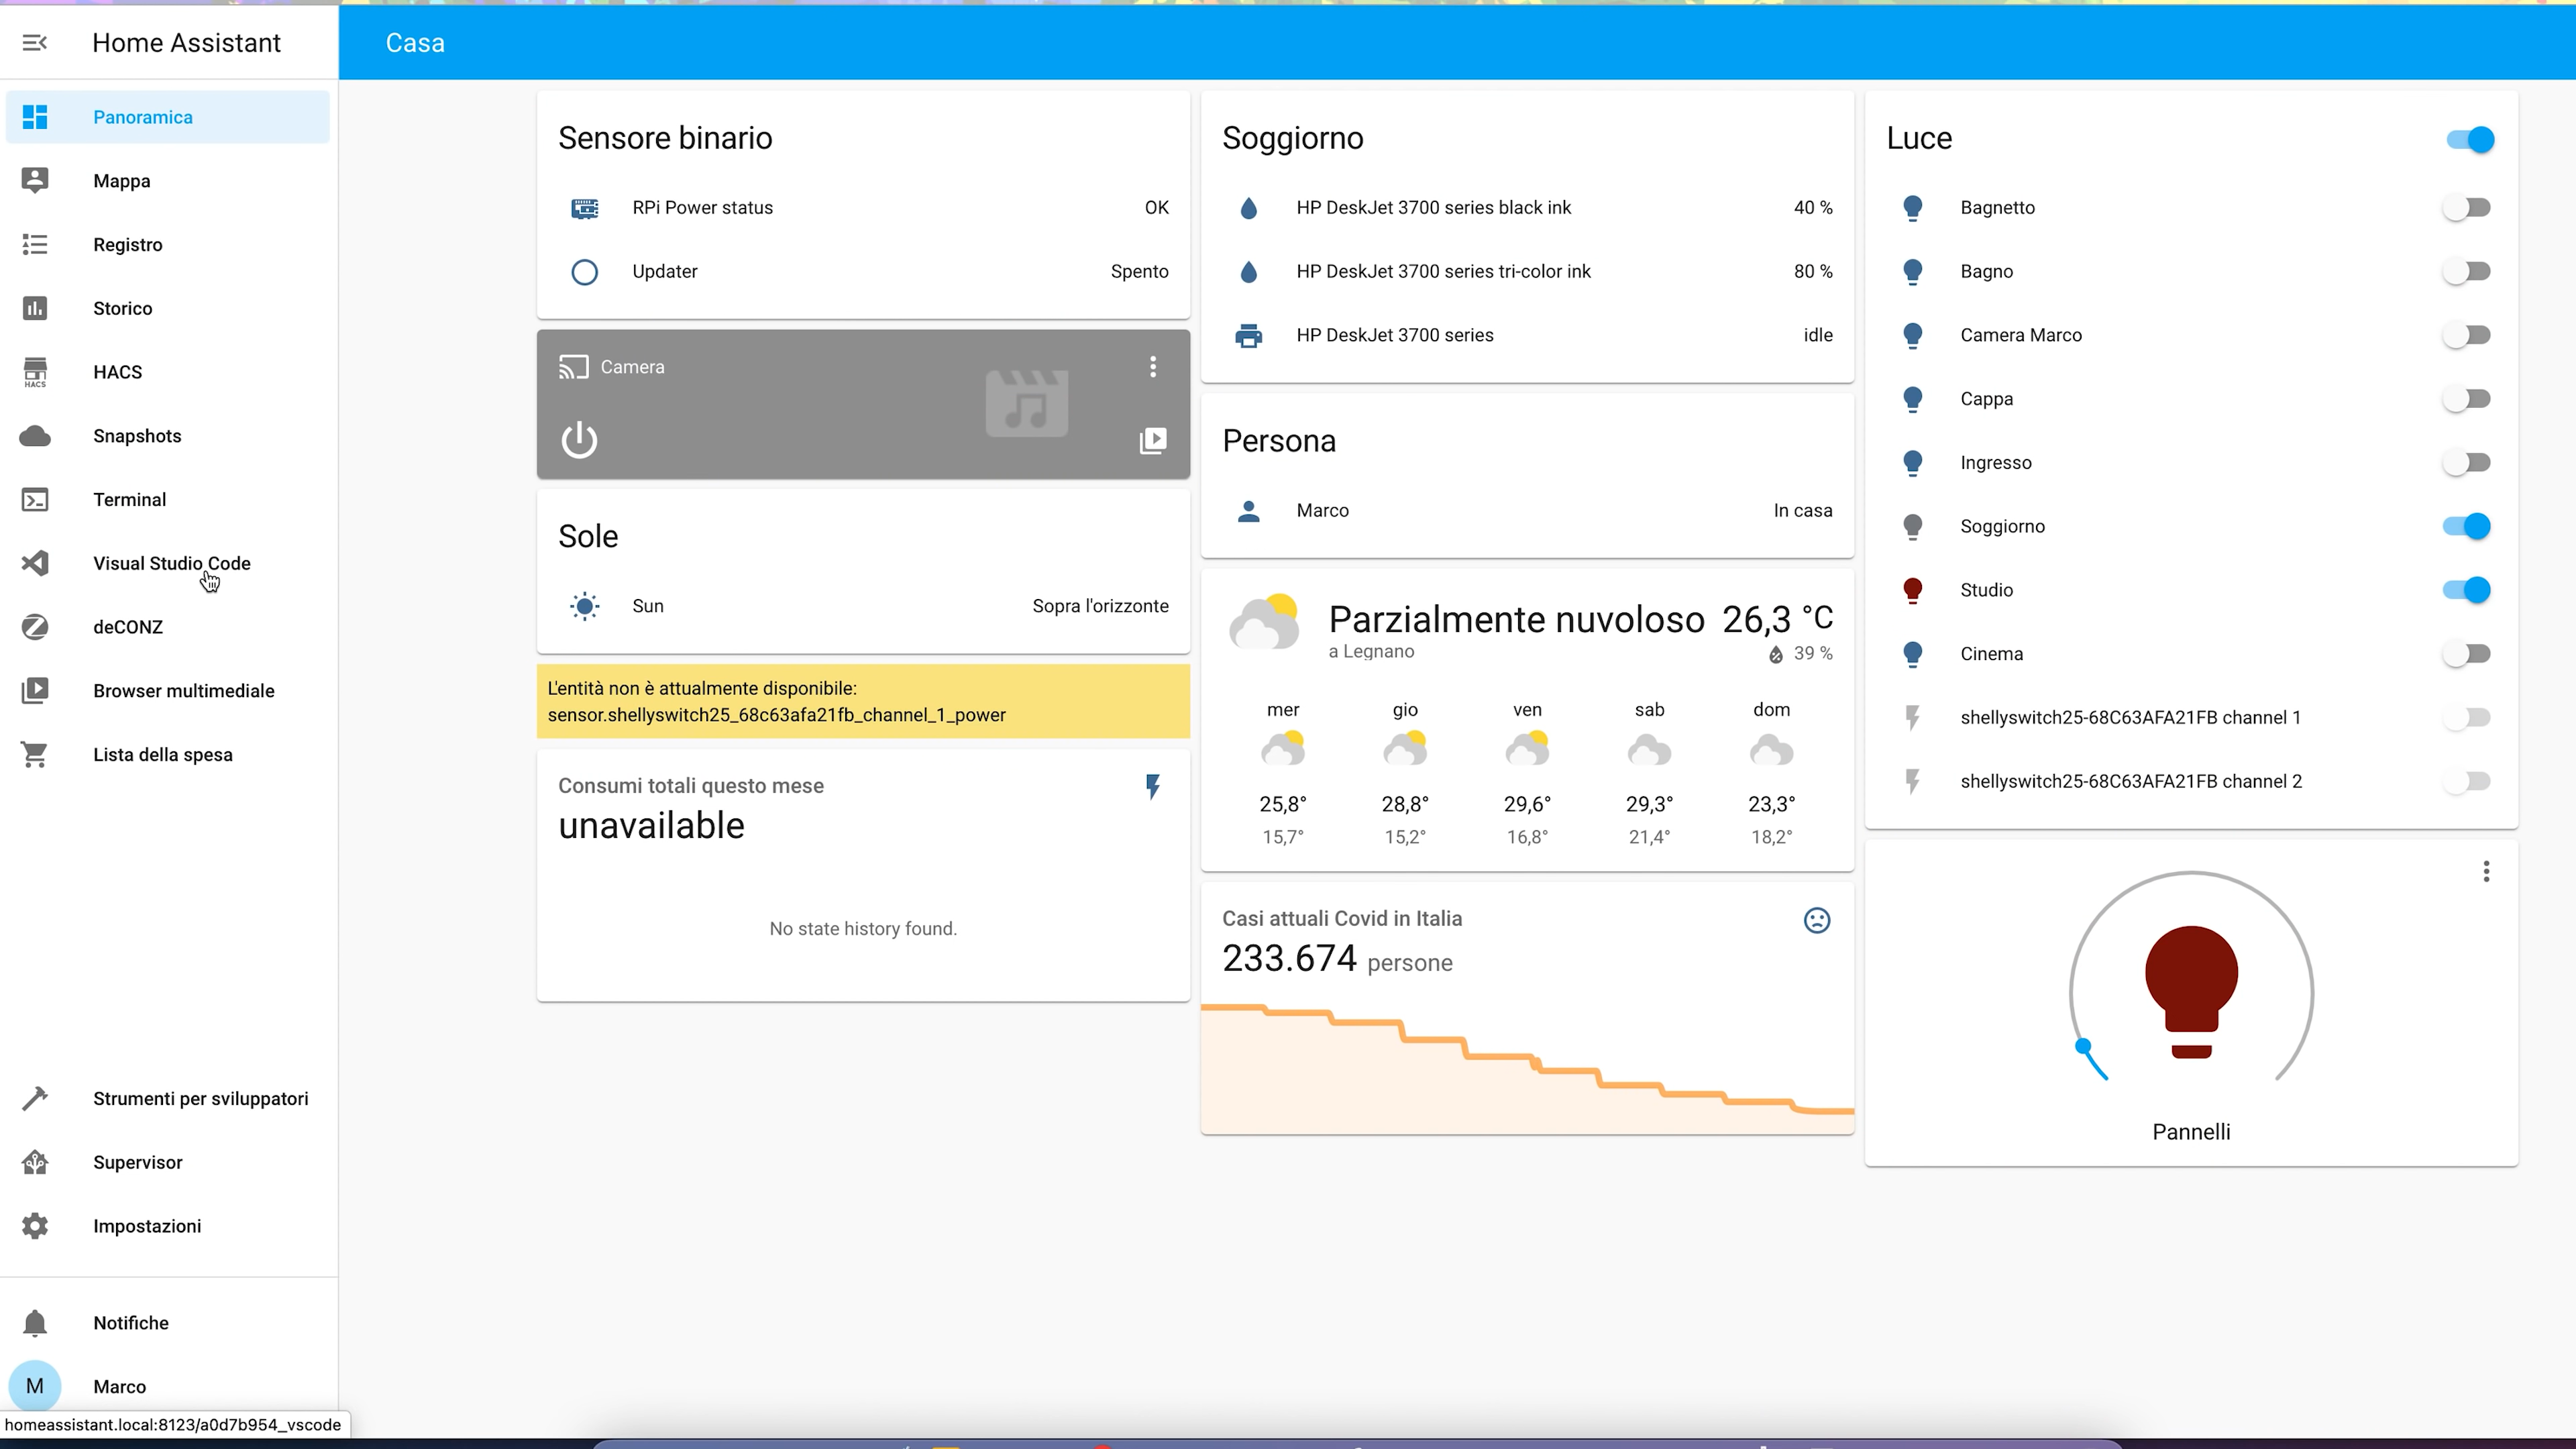 Home Assistant
Casa
Panoramica
Mappa
Registro
Storico
HACS
HACS
Snapshots
Terminal
Visual Studio Code
deCONZ
Browser multimediale
Lista della spesa
Strumenti per sviluppatori
Supervisor
Impostazioni
Notifiche
M
Marco
homeassistant.local:8123/a0d7b954_vscode
Sensore binario
RPi Power status OK
Updater Spento
Camera
Sole
Sun Sopra l'orizzonte
L'entità non è attualmente disponibile:
sensor.shellyswitch25_68c63afa21fb_channel_1_power
Consumi totali questo mese
unavailable
No state history found.
Soggiorno
HP DeskJet 3700 series black ink 40 %
HP DeskJet 3700 series tri-color ink 80 %
HP DeskJet 3700 series idle
Persona
Marco In casa
Parzialmente nuvoloso 26,3 °C
a Legnano 39 %
mer gio ven sab dom
25,8° 28,8° 29,6° 29,3° 23,3°
15,7° 15,2° 16,8° 21,4° 18,2°
Casi attuali Covid in Italia
233.674 persone
Luce
Bagnetto
Bagno
Camera Marco
Cappa
Ingresso
Soggiorno
Studio
Cinema
shellyswitch25-68C63AFA21FB channel 1
shellyswitch25-68C63AFA21FB channel 2
Pannelli